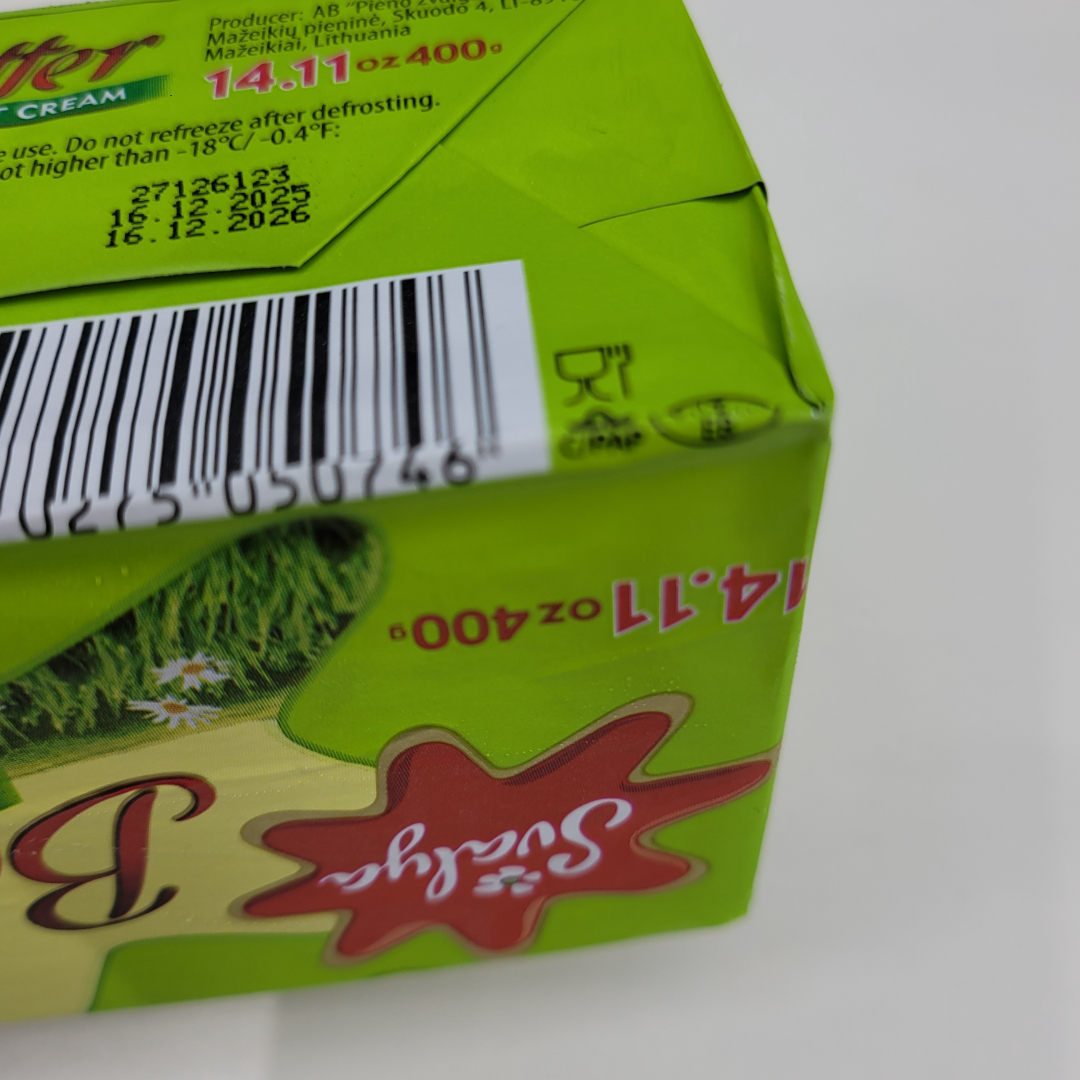 Producer: AB "Pieno
Mažeikių pieninė, Skuodo 4,
Mažeikiai, Lithuania
14.11 oz 400g
tter
T CREAM
e use. Do not refreeze after defrosting.
ot higher than -18°C/ -0.4°F:
27126123
16.12.2025
16.12.2026
050746
C/PAP
14.11 oz 400g
Svalya
B